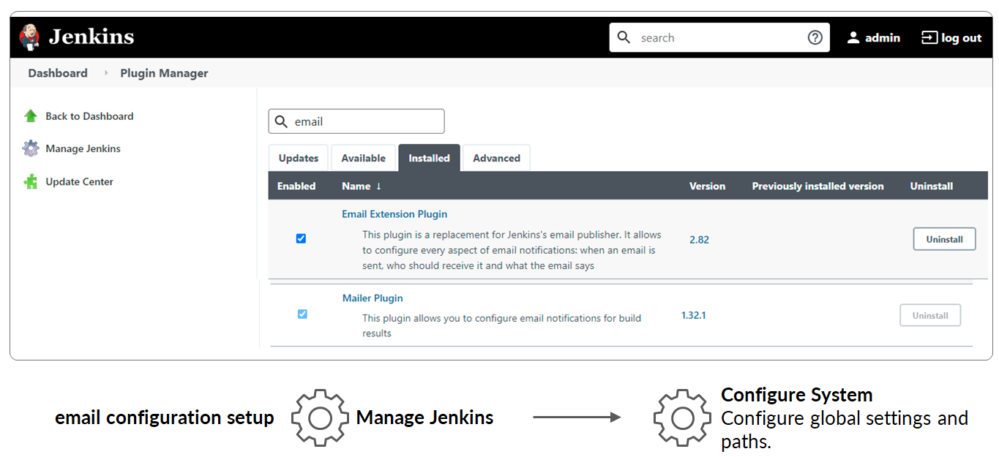 Jenkins
search
admin
log out
Dashboard
Plugin Manager
Back to Dashboard
Manage Jenkins
Update Center
email
Updates
Available
Installed
Advanced
Enabled
Name ↓
Version
Previously installed version
Uninstall
Email Extension Plugin
This plugin is a replacement for Jenkins's email publisher. It allows
to configure every aspect of email notifications: when an email is
sent, who should receive it and what the email says
2.82
Uninstall
Mailer Plugin
This plugin allows you to configure email notifications for build
results
1.32.1
Uninstall
email configuration setup
Manage Jenkins
Configure System
Configure global settings and
paths.